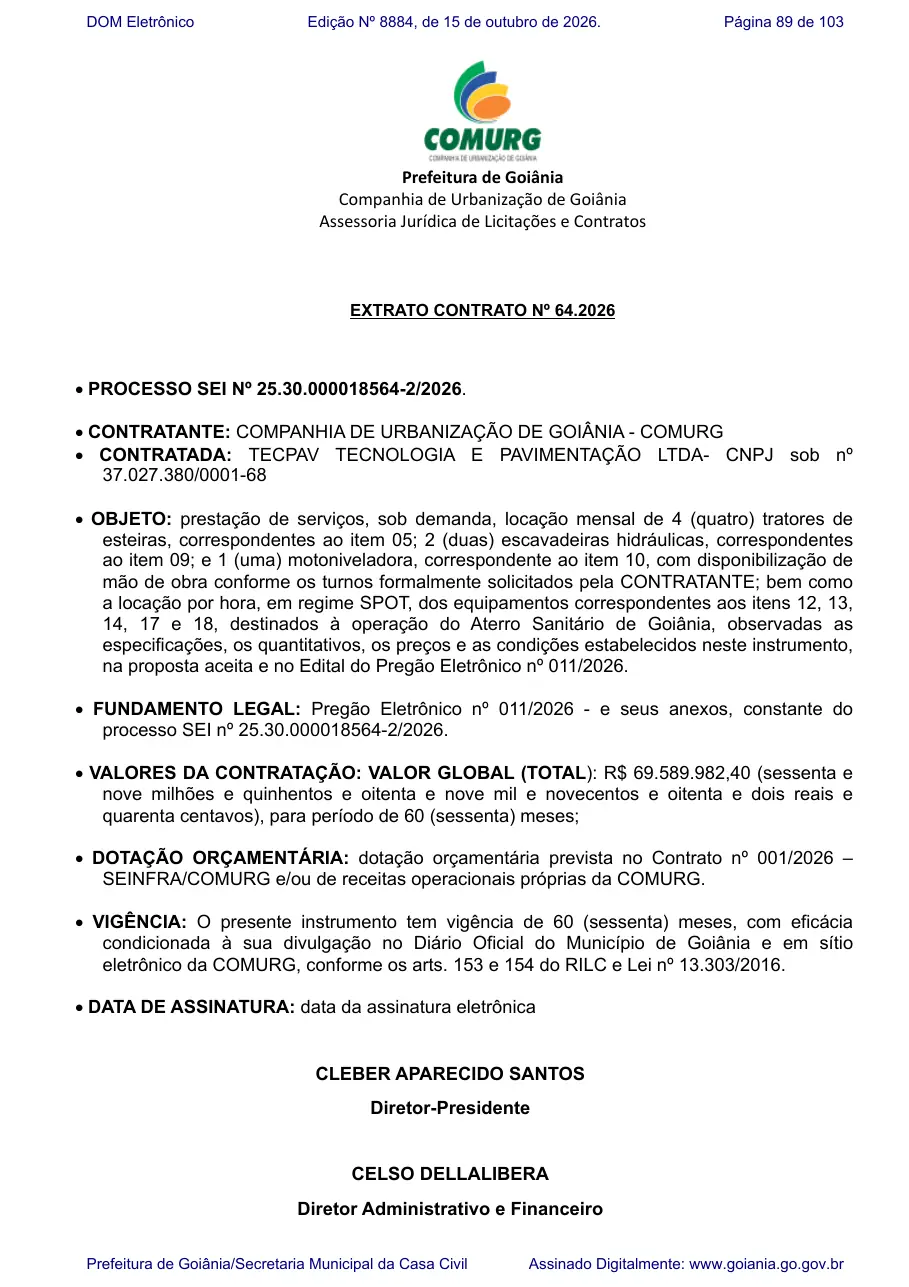 DOM Eletrônico Edição Nº 8884, de 15 de outubro de 2026. Página 89 de 103
COMURG
COMPANHIA DE URBANIZAÇÃO DE GOIÂNIA
Prefeitura de Goiânia
Companhia de Urbanização de Goiânia
Assessoria Jurídica de Licitações e Contratos
EXTRATO CONTRATO Nº 64.2026
• PROCESSO SEI Nº 25.30.000018564-2/2026.
• CONTRATANTE: COMPANHIA DE URBANIZAÇÃO DE GOIÂNIA - COMURG
• CONTRATADA: TECPAV TECNOLOGIA E PAVIMENTAÇÃO LTDA- CNPJ sob nº
37.027.380/0001-68
• OBJETO: prestação de serviços, sob demanda, locação mensal de 4 (quatro) tratores de
esteiras, correspondentes ao item 05; 2 (duas) escavadeiras hidráulicas, correspondentes
ao item 09; e 1 (uma) motoniveladora, correspondente ao item 10, com disponibilização de
mão de obra conforme os turnos formalmente solicitados pela CONTRATANTE; bem como
a locação por hora, em regime SPOT, dos equipamentos correspondentes aos itens 12, 13,
14, 17 e 18, destinados à operação do Aterro Sanitário de Goiânia, observadas as
especificações, os quantitativos, os preços e as condições estabelecidos neste instrumento,
na proposta aceita e no Edital do Pregão Eletrônico nº 011/2026.
• FUNDAMENTO LEGAL: Pregão Eletrônico nº 011/2026 - e seus anexos, constante do
processo SEI nº 25.30.000018564-2/2026.
• VALORES DA CONTRATAÇÃO: VALOR GLOBAL (TOTAL): R$ 69.589.982,40 (sessenta e
nove milhões e quinhentos e oitenta e nove mil e novecentos e oitenta e dois reais e
quarenta centavos), para período de 60 (sessenta) meses;
• DOTAÇÃO ORÇAMENTÁRIA: dotação orçamentária prevista no Contrato nº 001/2026 –
SEINFRA/COMURG e/ou de receitas operacionais próprias da COMURG.
• VIGÊNCIA: O presente instrumento tem vigência de 60 (sessenta) meses, com eficácia
condicionada à sua divulgação no Diário Oficial do Município de Goiânia e em sítio
eletrônico da COMURG, conforme os arts. 153 e 154 do RILC e Lei nº 13.303/2016.
• DATA DE ASSINATURA: data da assinatura eletrônica
CLEBER APARECIDO SANTOS
Diretor-Presidente
CELSO DELLALIBERA
Diretor Administrativo e Financeiro
Prefeitura de Goiânia/Secretaria Municipal da Casa Civil Assinado Digitalmente: www.goiania.go.gov.br